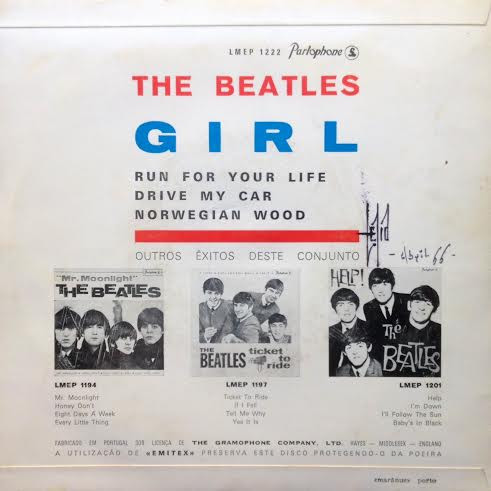 LMEP 1222 Parlophone
THE BEATLES
GIRL
RUN FOR YOUR LIFE
DRIVE MY CAR
NORWEGIAN WOOD
OUTROS ÊXITOS DESTE CONJUNTO
"Mr. Moonlight"
THE BEATLES
THE BEATLES
ticket to ride
HELP!
THE BEATLES
LMEP 1194
Mr. Moonlight
Honey Don't
Eight Days A Week
Every Little Thing
LMEP 1197
Ticket To Ride
If I Fell
Tell Me Why
Yes It Is
LMEP 1201
Help
I'm Down
I'll Follow The Sun
Baby's In Black
FABRICADO EM PORTUGAL SOB LICENÇA DE THE GRAMOPHONE COMPANY, LTD. HAYES - MIDDLESEX - ENGLAND
A UTILIZAÇÃO DE «EMITEX» PRESERVA ESTE DISCO PROTEGENDO-O DA POEIRA